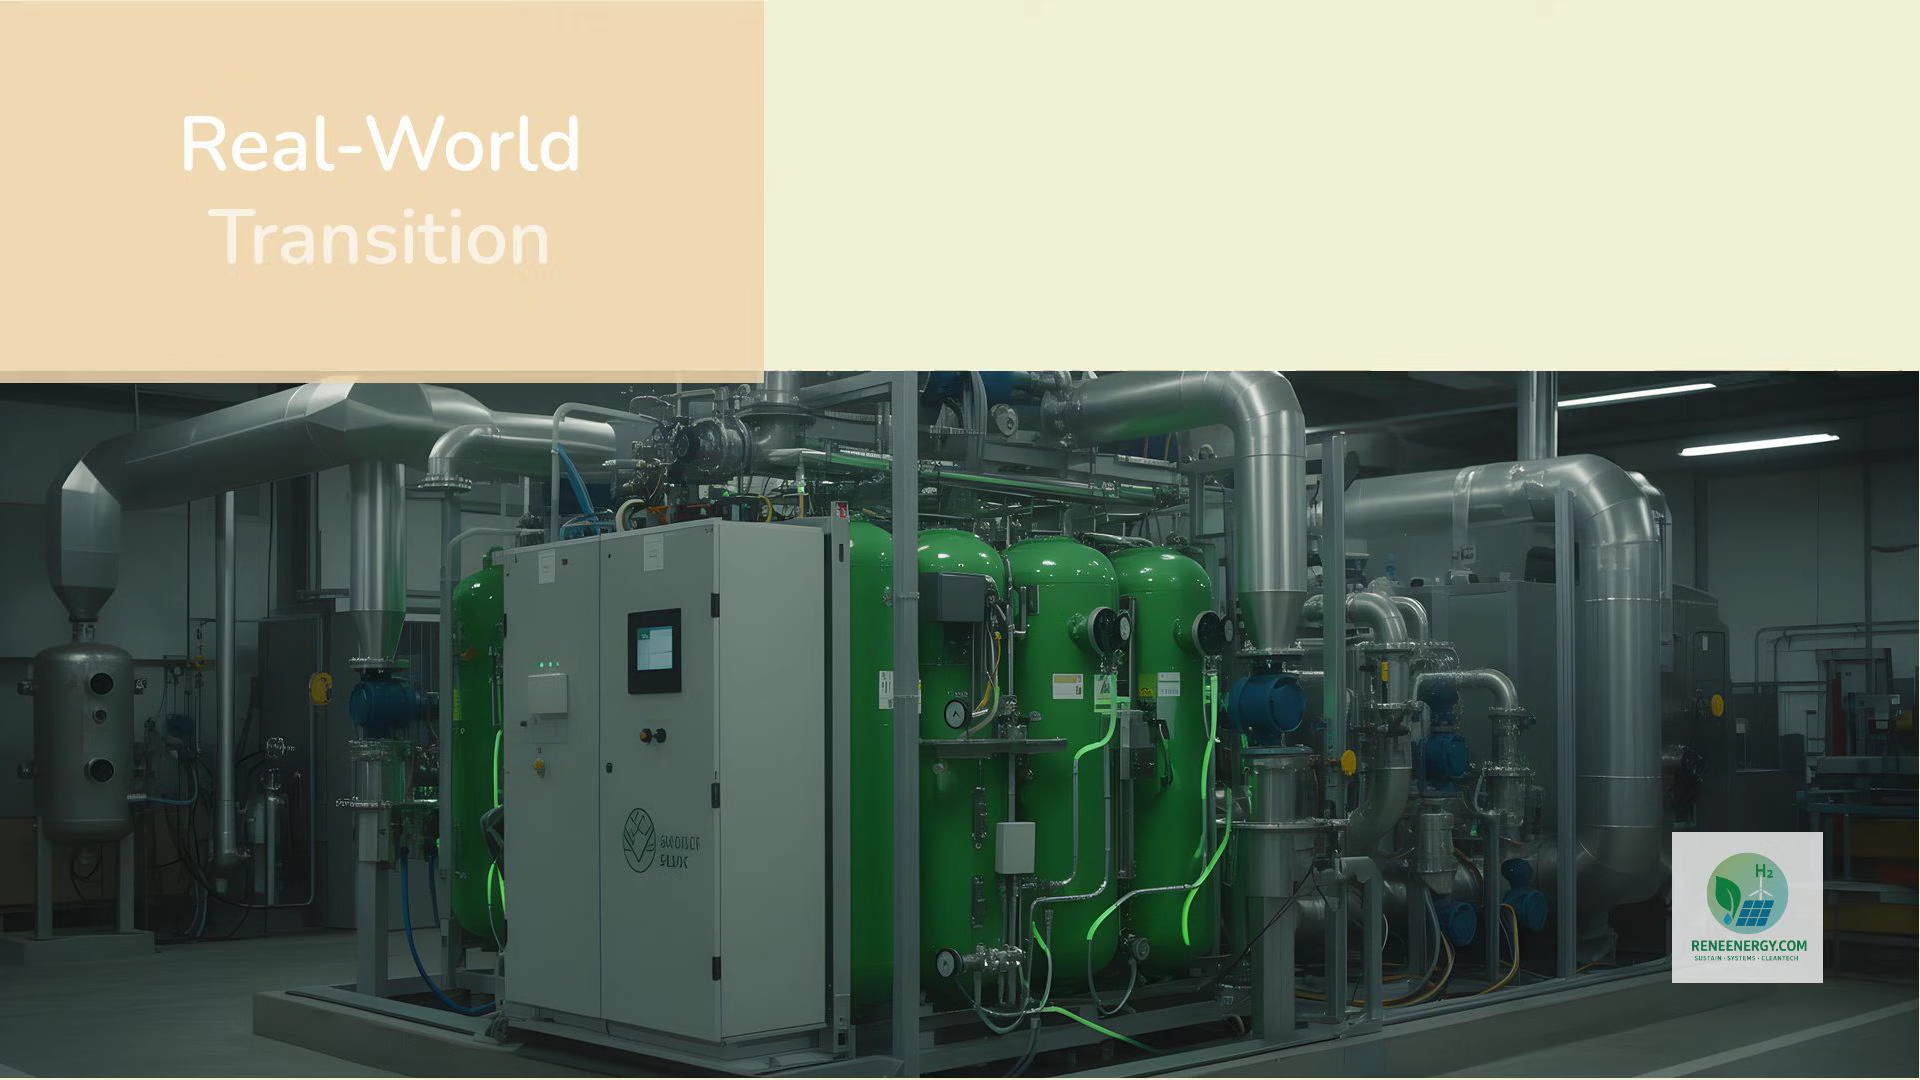 Real-World
Transition
H₂
RENEENERGY.COM
SUSTAIN · SYSTEMS · CLEANTECH